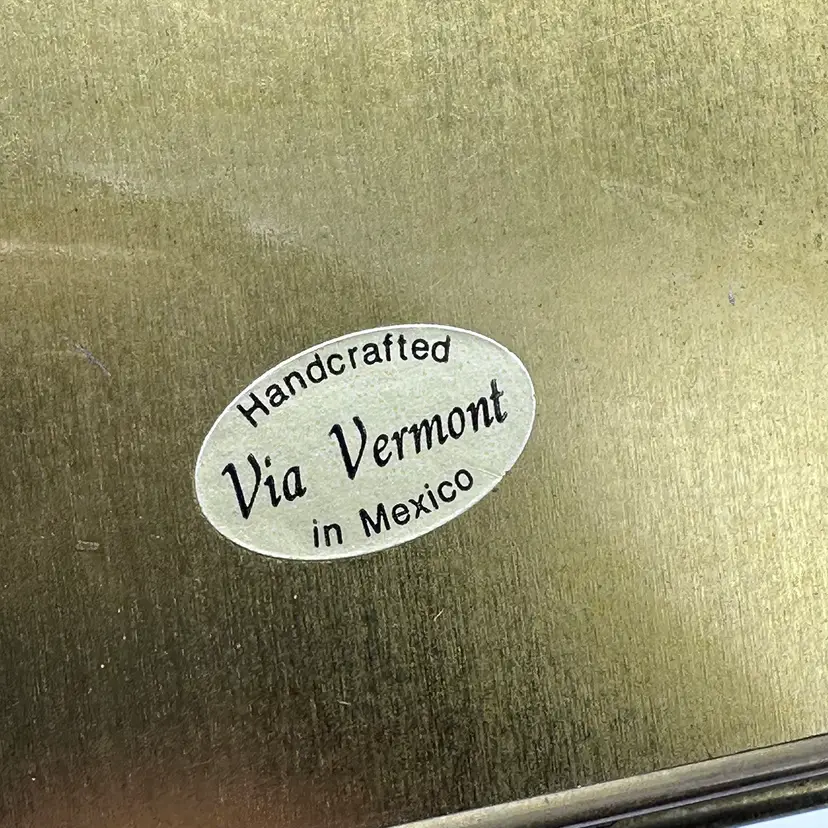 Handcrafted
Via Vermont
in Mexico